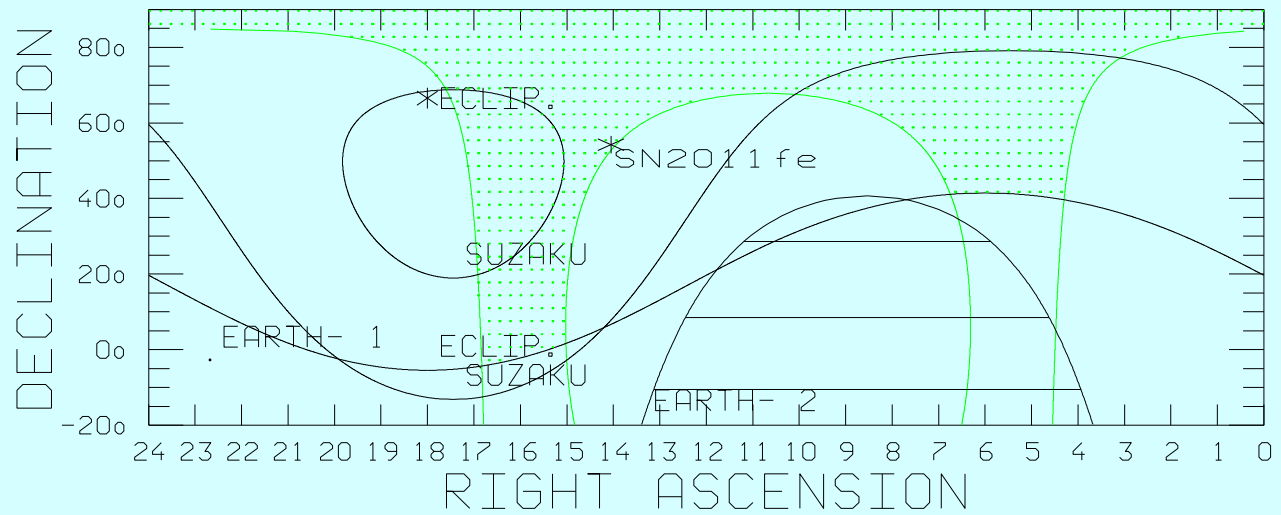 DECLINATION
80o
60o
40o
20o
0o
-20o
*ECLIP.
SN2011fe
SUZAKU
EARTH- 1
ECLIP.
SUZAKU
EARTH- 2
24 23 22 21 20 19 18 17 16 15 14 13 12 11 10 9 8 7 6 5 4 3 2 1 0
RIGHT ASCENSION